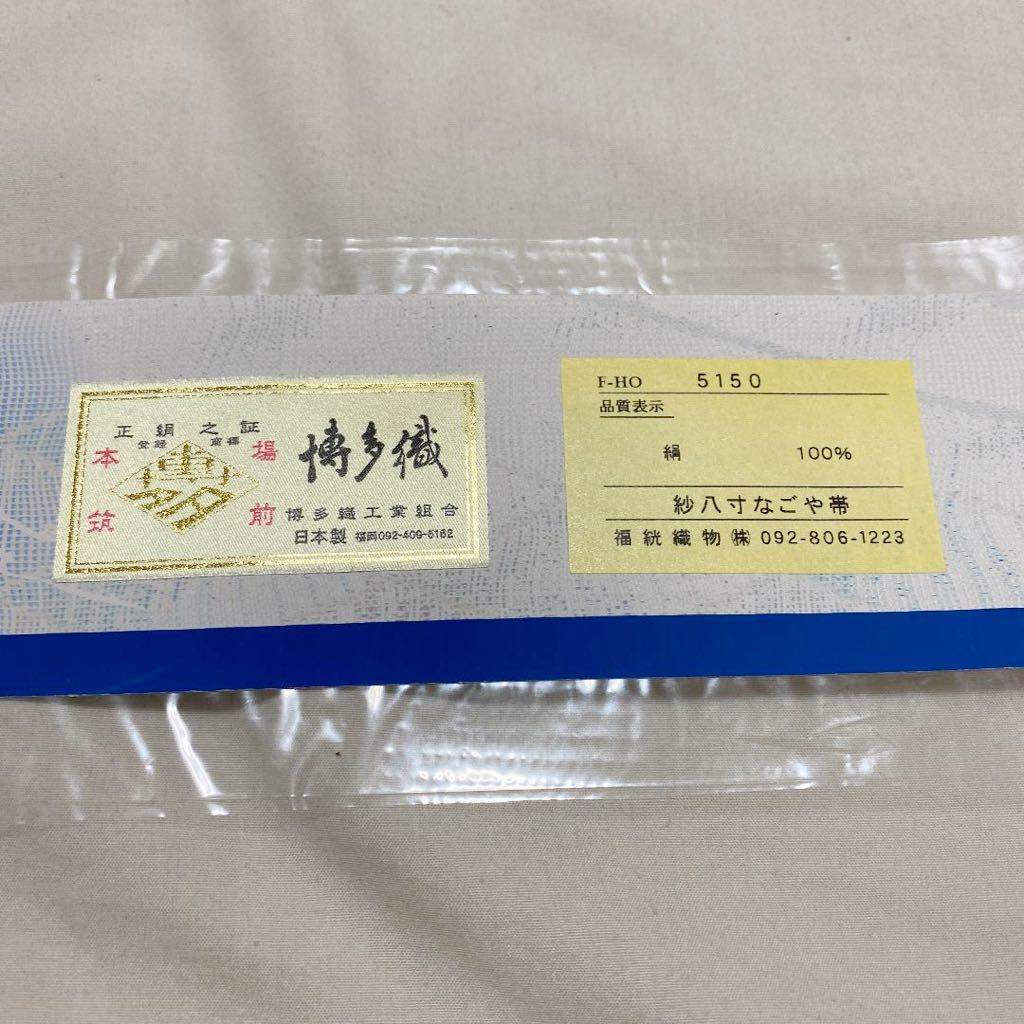 正絹之証
登録 商標
本場
筑前
博多
博多織
博多織工業組合
日本製 福岡092-409-5162
F-HO 5150
品質表示
絹 100%
紗八寸なごや帯
福絖織物㈱ 092-806-1223